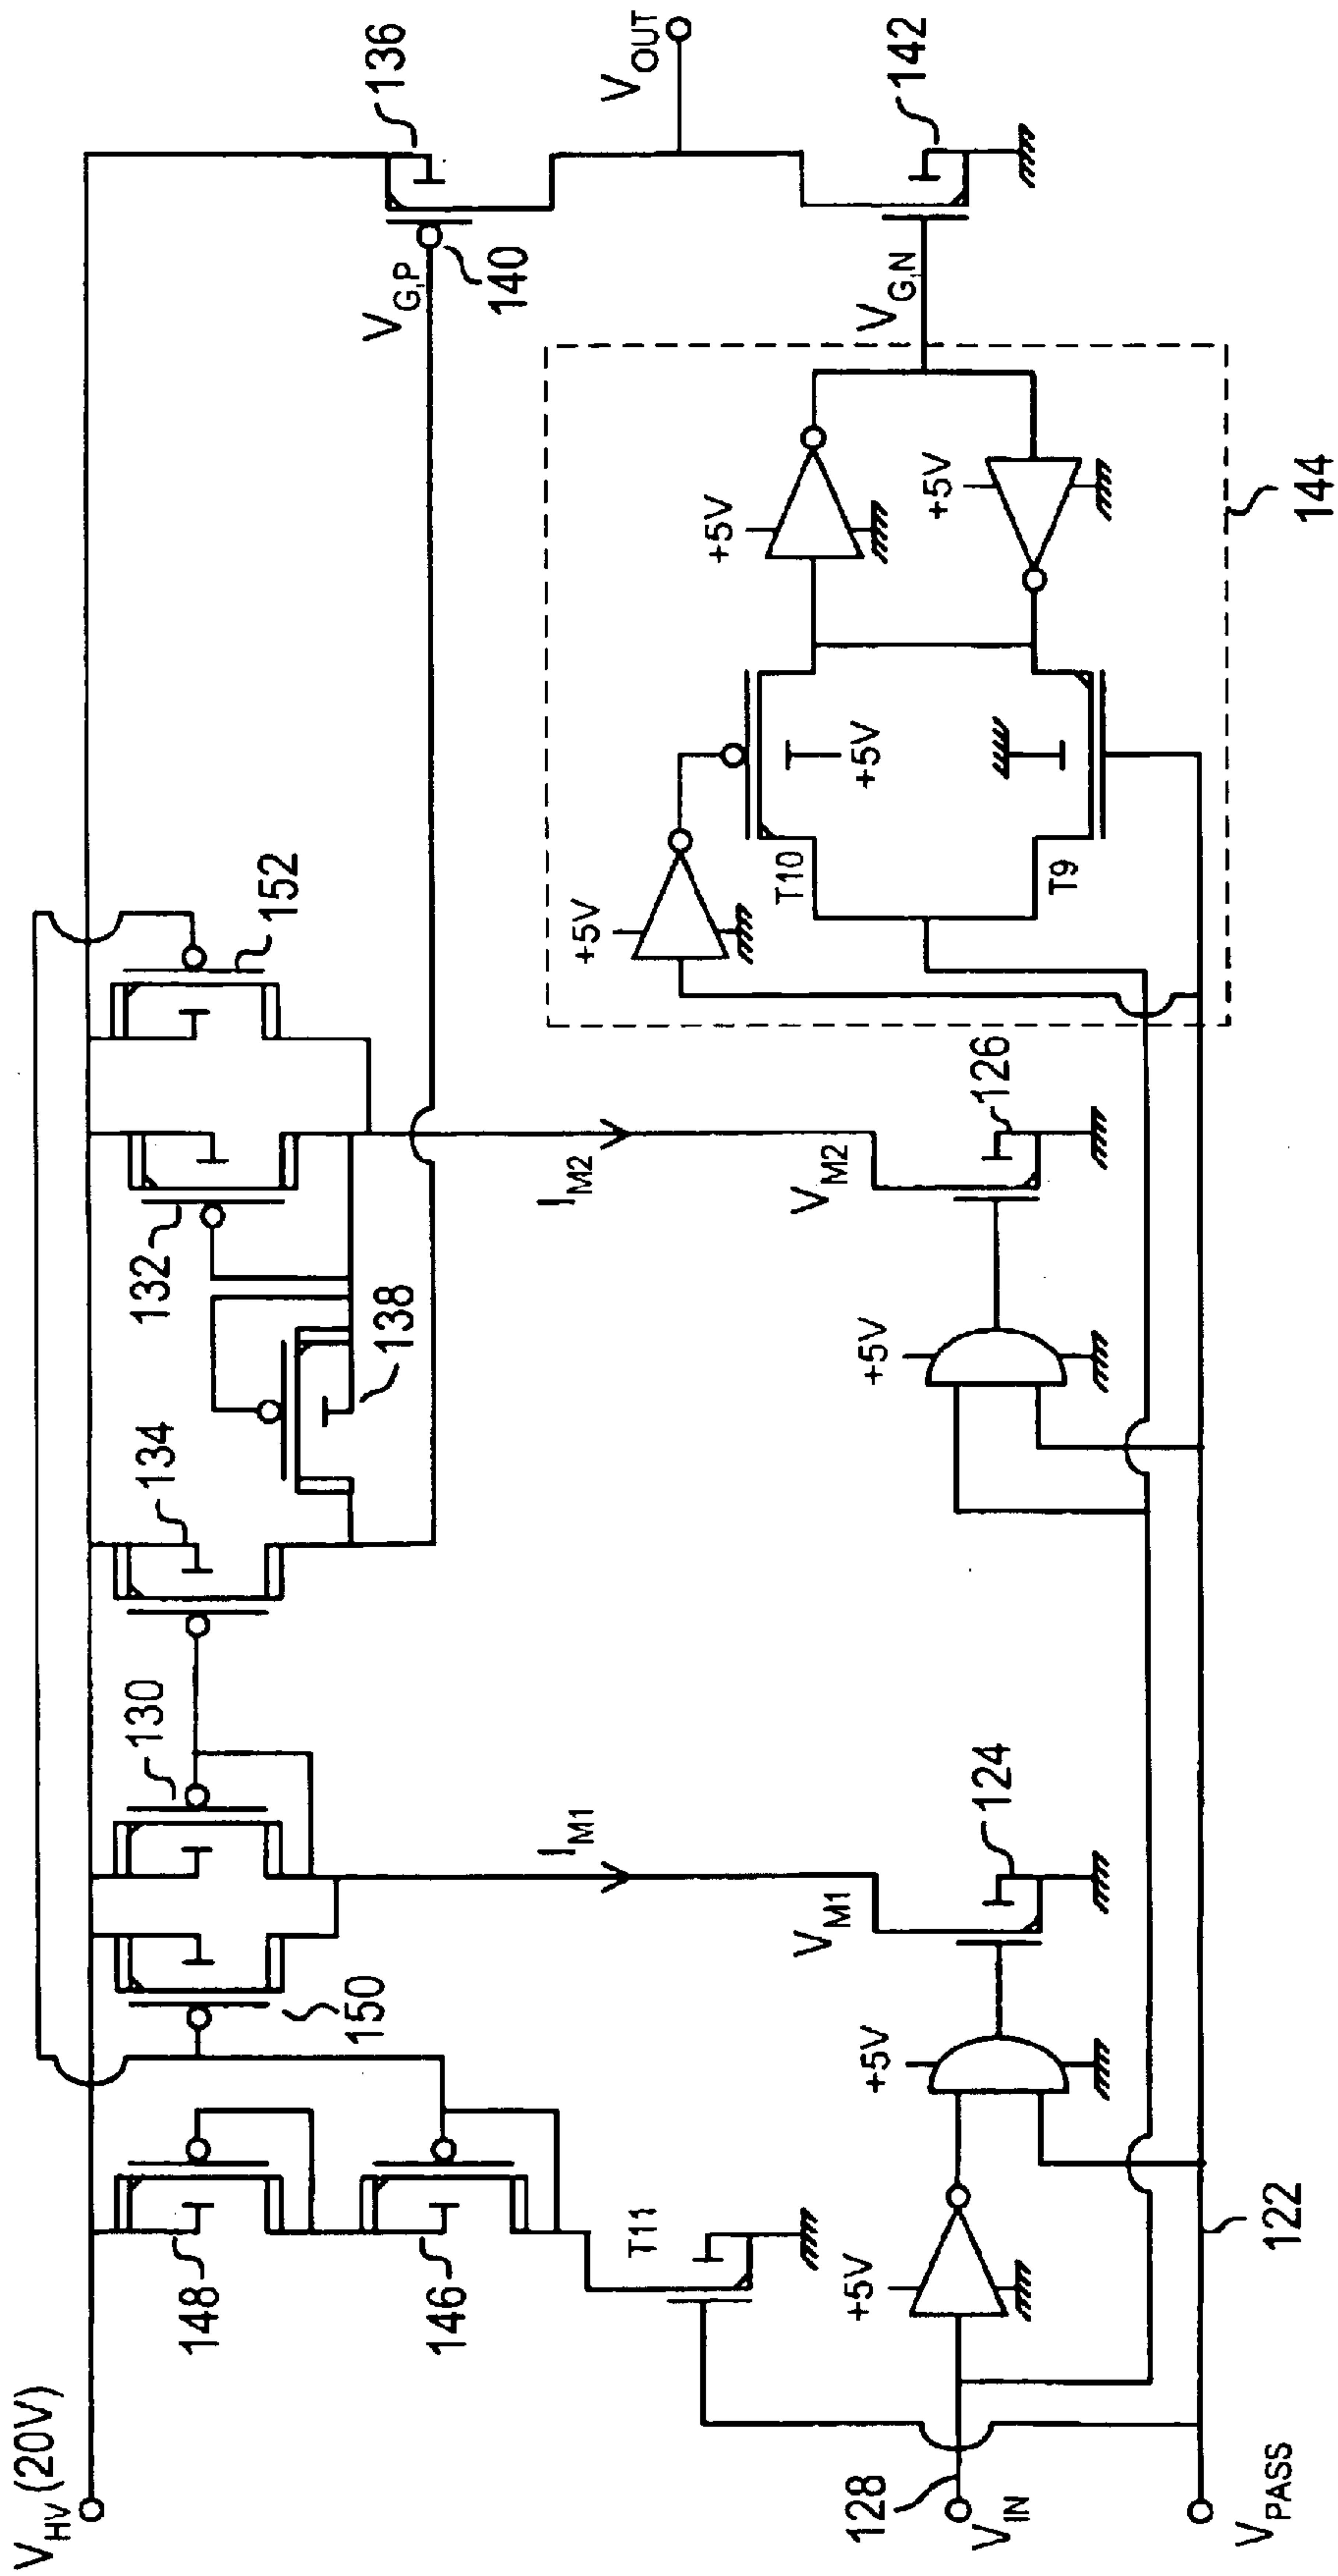 V_HV (20V)
148
146
150
130
134
132
138
152
136
V_G,P
140
V_OUT
142
V_G,N
I_M1
I_M2
T11
V_M1
124
V_M2
126
+5V
+5V
+5V
+5V
+5V
+5V
+5V
T10
T9
144
128
V_IN
V_PASS
122